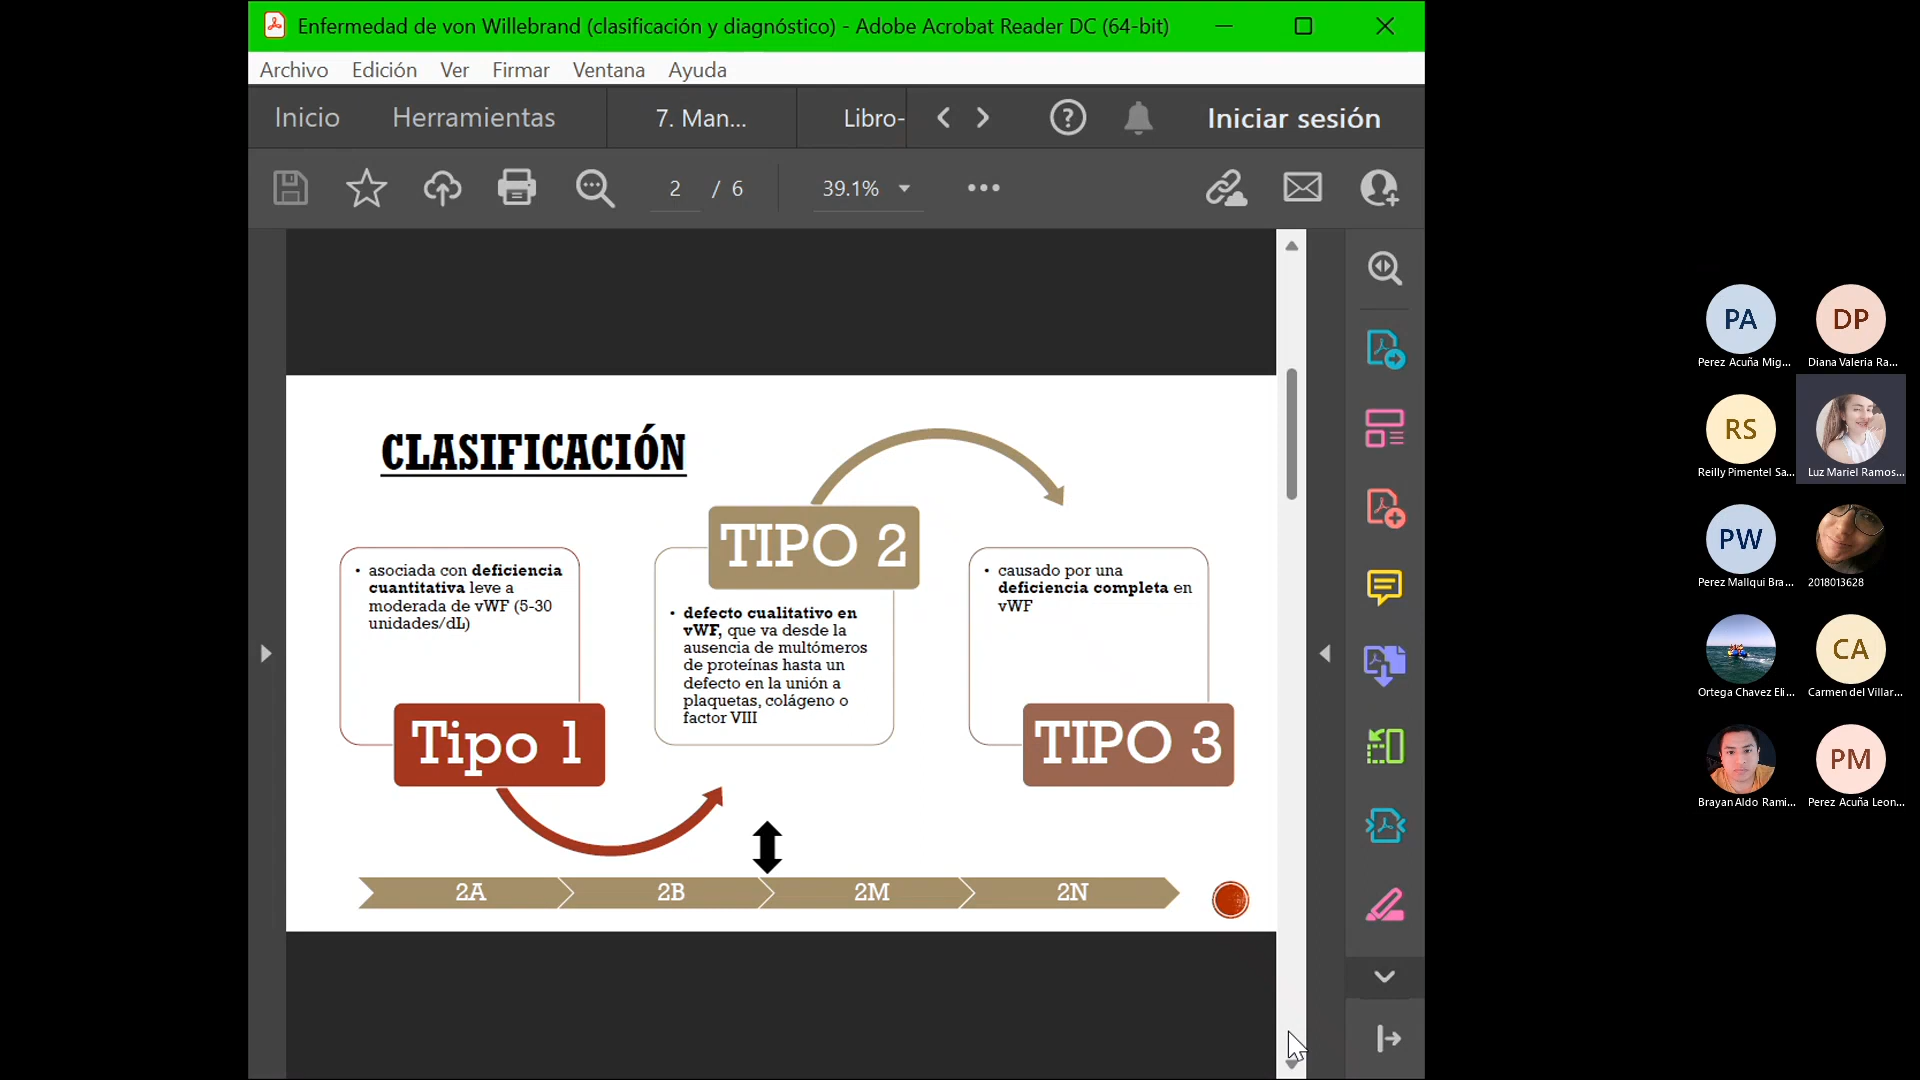 Enfermedad de von Willebrand (clasificación y diagnóstico) - Adobe Acrobat Reader DC (64-bit)
Archivo Edición Ver Firmar Ventana Ayuda
Inicio Herramientas 7. Man... Libro- Iniciar sesión
2 / 6 39.1%
CLASIFICACIÓN
• asociada con deficiencia
cuantitativa leve a
moderada de vWF (5-30
unidades/dL)
Tipo 1
TIPO 2
• defecto cualitativo en
vWF, que va desde la
ausencia de multómeros
de proteínas hasta un
defecto en la unión a
plaquetas, colágeno o
factor VIII
• causado por una
deficiencia completa en
vWF
TIPO 3
2A 2B 2M 2N
PA DP
Perez Acuña Mig... Diana Valeria Ra...
RS
Reilly Pimentel Sa... Luz Mariel Ramos...
PW
Perez Mallqui Bra... 2018013628
CA
Ortega Chavez Eli... Carmen del Villar...
PM
Brayan Aldo Rami... Perez Acuña Leon...